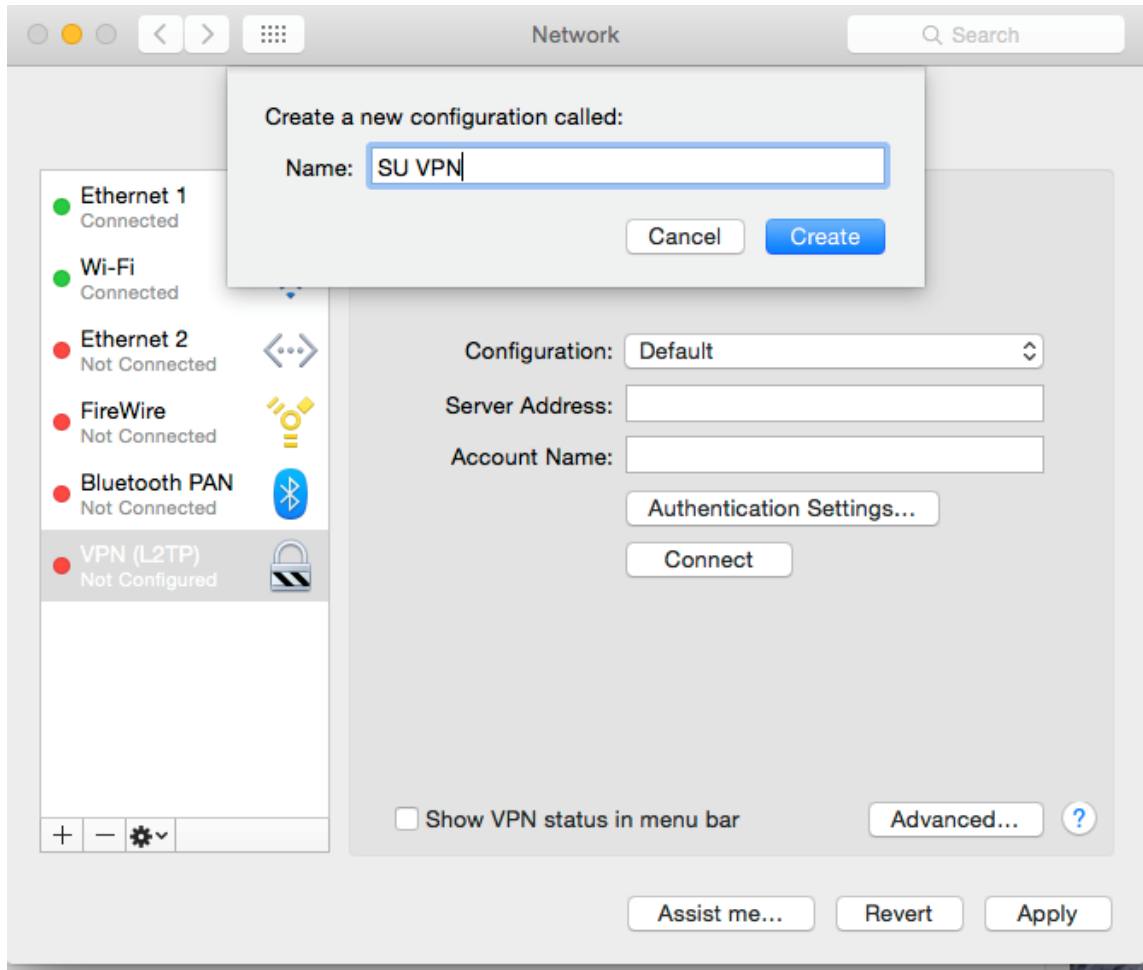 Network
Search
Create a new configuration called:
Name: SU VPN
Cancel Create
Ethernet 1
Connected
Wi-Fi
Connected
Ethernet 2
Not Connected
FireWire
Not Connected
Bluetooth PAN
Not Connected
VPN (L2TP)
Not Configured
Configuration: Default
Server Address:
Account Name:
Authentication Settings...
Connect
Show VPN status in menu bar
Advanced... ?
Assist me... Revert Apply